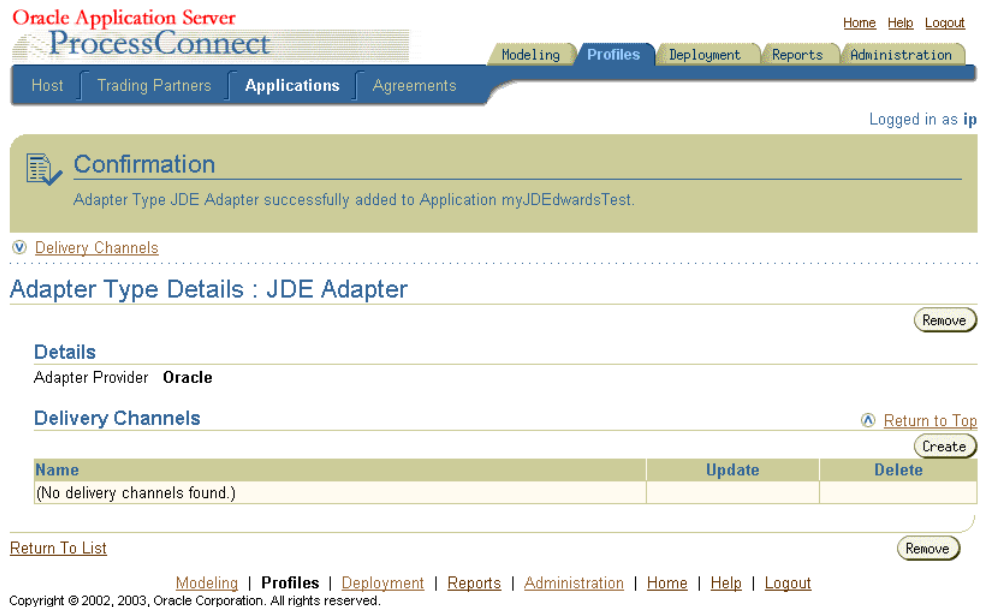 Oracle Application Server
ProcessConnect
Home Help Logout
Modeling Profiles Deployment Reports Administration
Host Trading Partners Applications Agreements
Logged in as ip
Confirmation
Adapter Type JDE Adapter successfully added to Application myJDEdwardsTest.
Delivery Channels
Adapter Type Details : JDE Adapter
Remove
Details
Adapter Provider Oracle
Delivery Channels
Return to Top
Create
Name Update Delete
(No delivery channels found.)
Return To List
Remove
Modeling | Profiles | Deployment | Reports | Administration | Home | Help | Logout
Copyright © 2002, 2003, Oracle Corporation. All rights reserved.